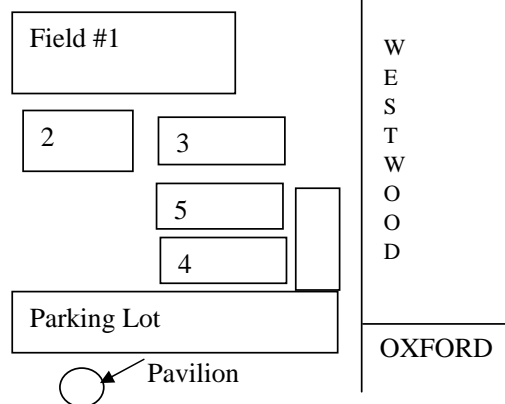 Field #1
2
3
5
4
Parking Lot
Pavilion
W
E
S
T
W
O
O
D
OXFORD